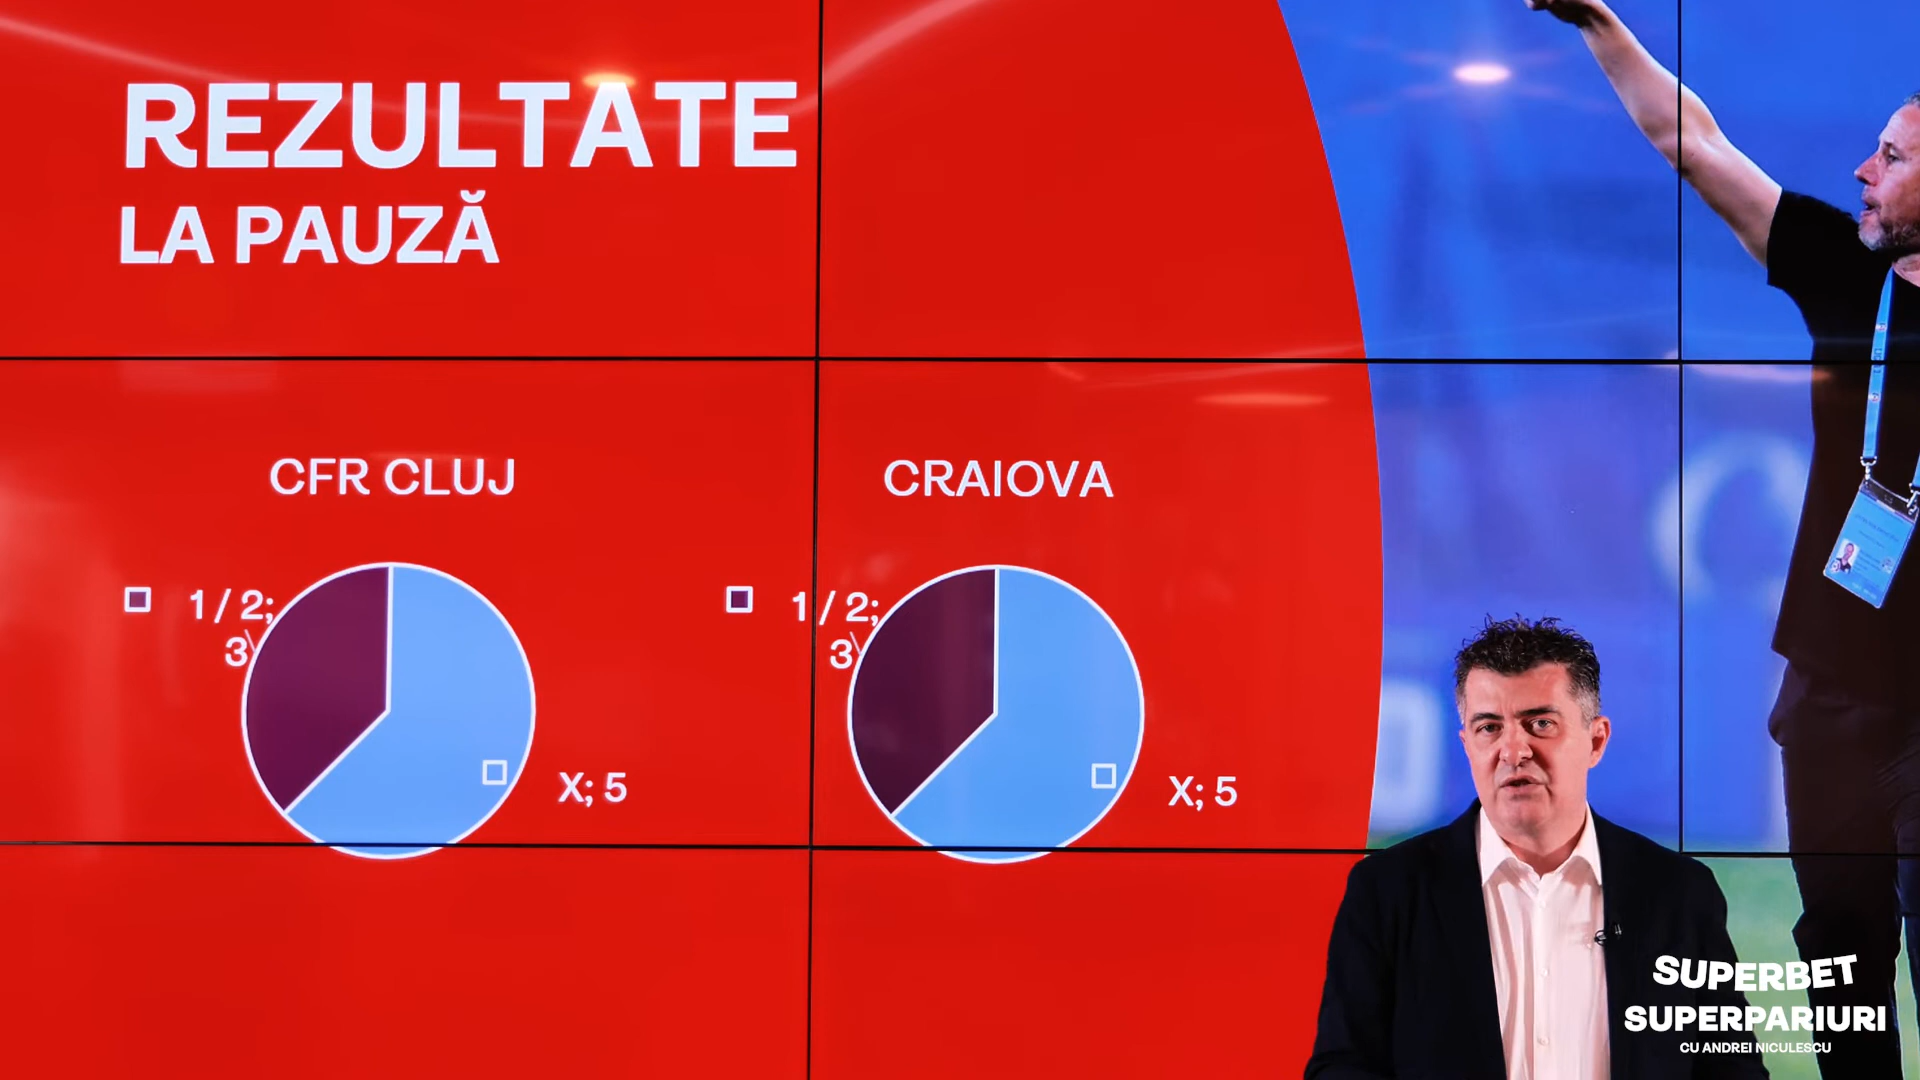 REZULTATE
LA PAUZĂ
CFR CLUJ
1 / 2;
3
X; 5
CRAIOVA
1 / 2;
3
X; 5
SUPERBET
SUPERPARIURI
CU ANDREI NICULESCU